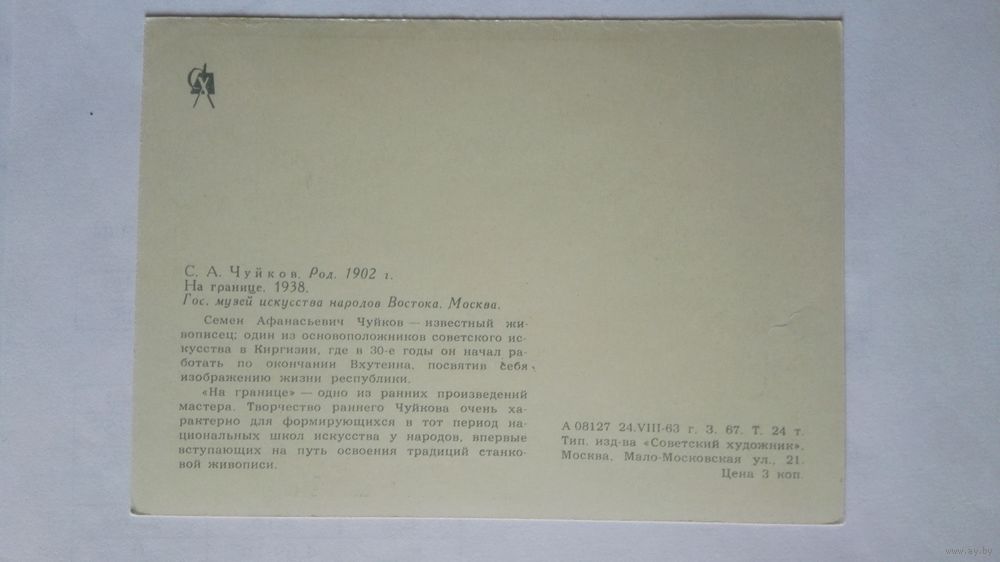 С. А. Чуйков. Род. 1902 г.
На границе. 1938.
Гос. музей искусства народов Востока. Москва.
Семен Афанасьевич Чуйков — известный жи-
вописец; один из основоположников советского ис-
кусства в Киргизии, где в 30-е годы он начал ра-
ботать по окончании Вхутеина, посвятив себя
изображению жизни республики.
«На границе» — одно из ранних произведений
мастера. Творчество раннего Чуйкова очень ха-
рактерно для формирующихся в тот период на-
циональных школ искусства у народов, впервые
вступающих на путь освоения традиций станко-
вой живописи.
А 08127 24.VIII-63 г. З. 67. Т. 24 т.
Тип. изд-ва «Советский художник».
Москва, Мало-Московская ул., 21.
Цена 3 коп.
www.ay.by